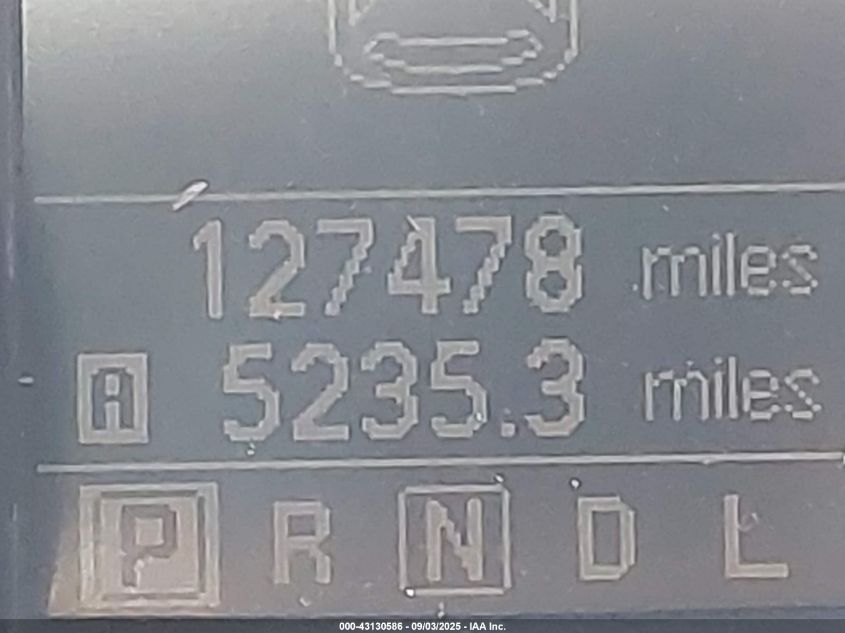 127478 miles
A 5235.3 miles
P R N D L
000-43130586 - 09/03/2025 - IAA Inc.